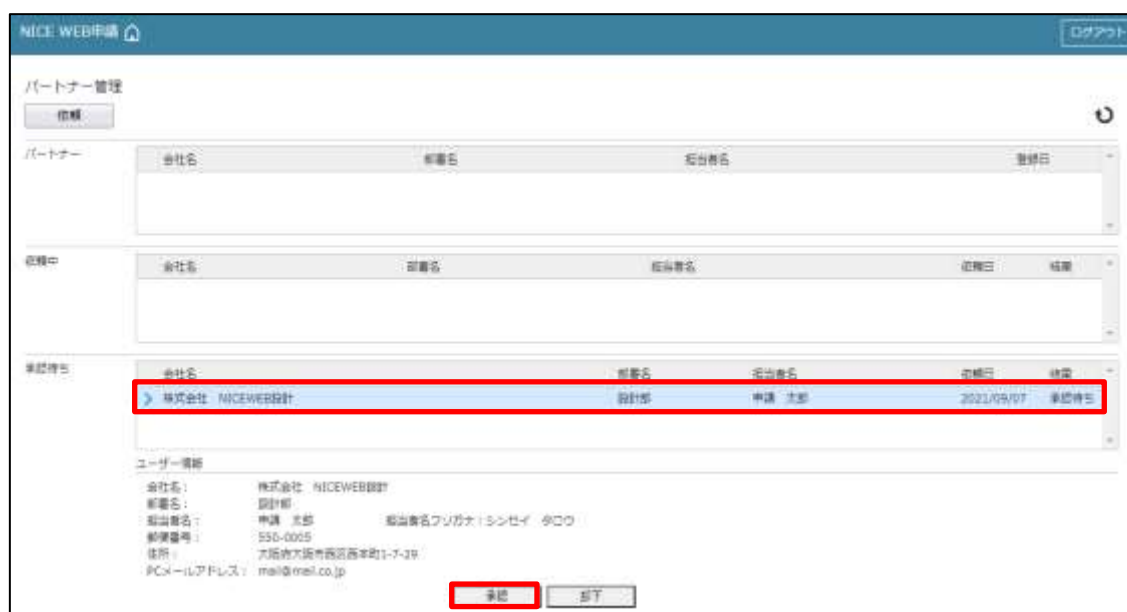 NICE WEB申請 ログアウト
パートナー管理
依頼
パートナー 会社名 部署名 担当者名 登録日
依頼中 会社名 部署名 担当者名 依頼日 結果
承認待ち 会社名 部署名 担当者名 依頼日 結果
株式会社 NICEWEB設計 設計部 申請 太郎 2021/09/07 承認待ち
ユーザー情報
会社名: 株式会社 NICEWEB設計
部署名: 設計部
担当者名: 申請 太郎 担当者名フリガナ:シンセイ タロウ
郵便番号: 550-0005
住所: 大阪府大阪市西区西本町1-7-29
PCメールアドレス: mail@mail.co.jp
承認 却下